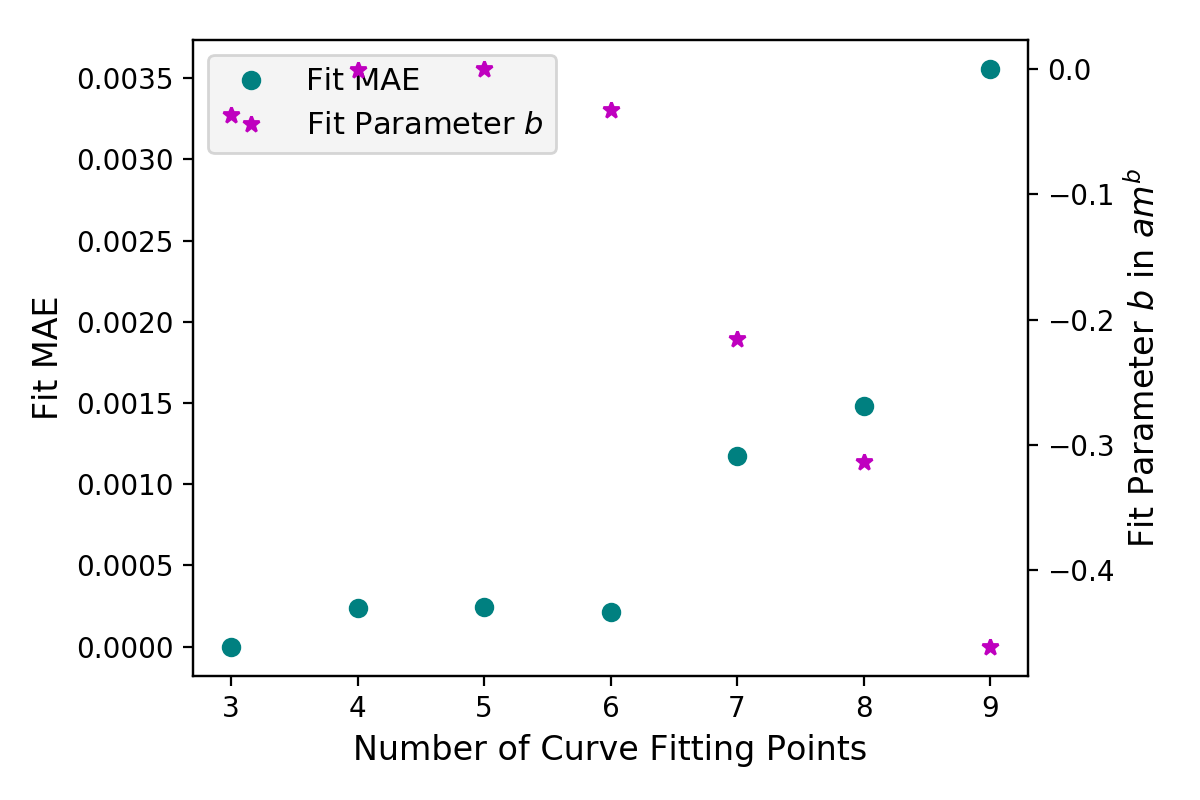 Fit MAE
Fit Parameter b
0.0035
0.0030
0.0025
0.0020
0.0015
0.0010
0.0005
0.0000
Fit MAE
0.0
−0.1
−0.2
−0.3
−0.4
Fit Parameter b in am^b
3 4 5 6 7 8 9
Number of Curve Fitting Points